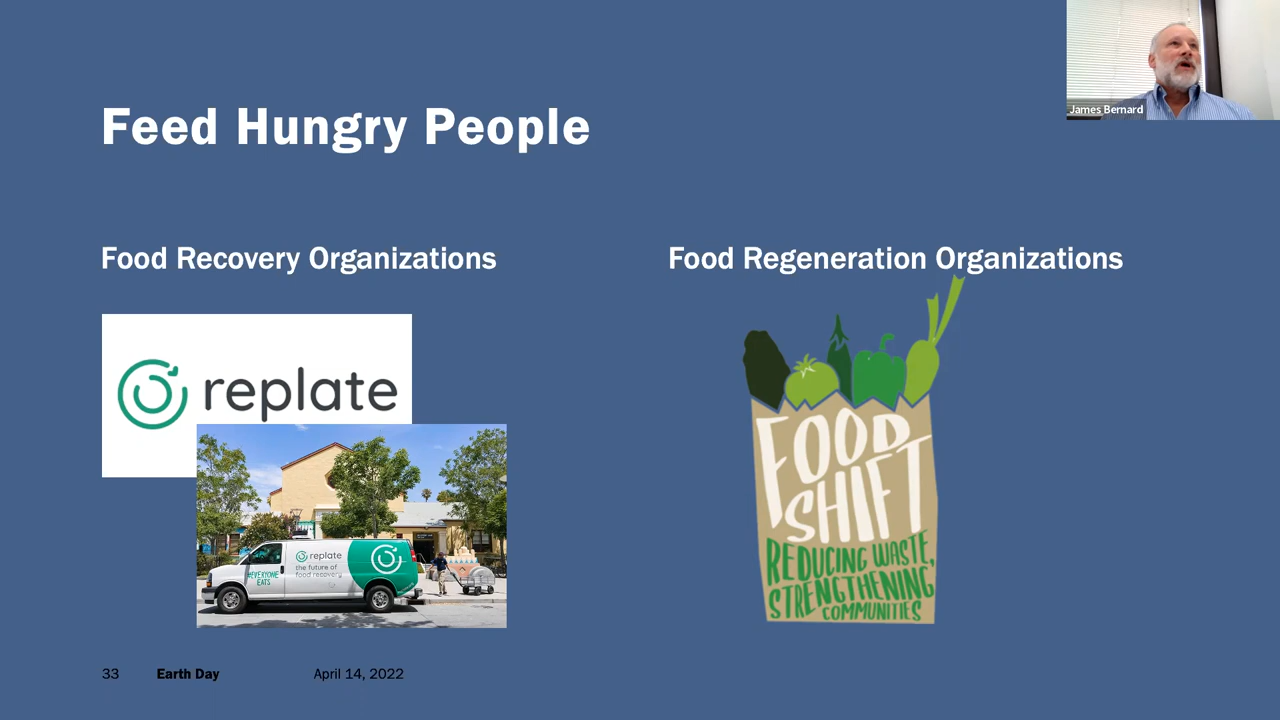 James Bernard
Feed Hungry People
Food Recovery Organizations
replate
replate
the future of
food recovery
#EVERYONE
EATS
Food Regeneration Organizations
FOOD
SHIFT
REDUCING WASTE,
STRENGTHENING
COMMUNITIES
33 Earth Day April 14, 2022